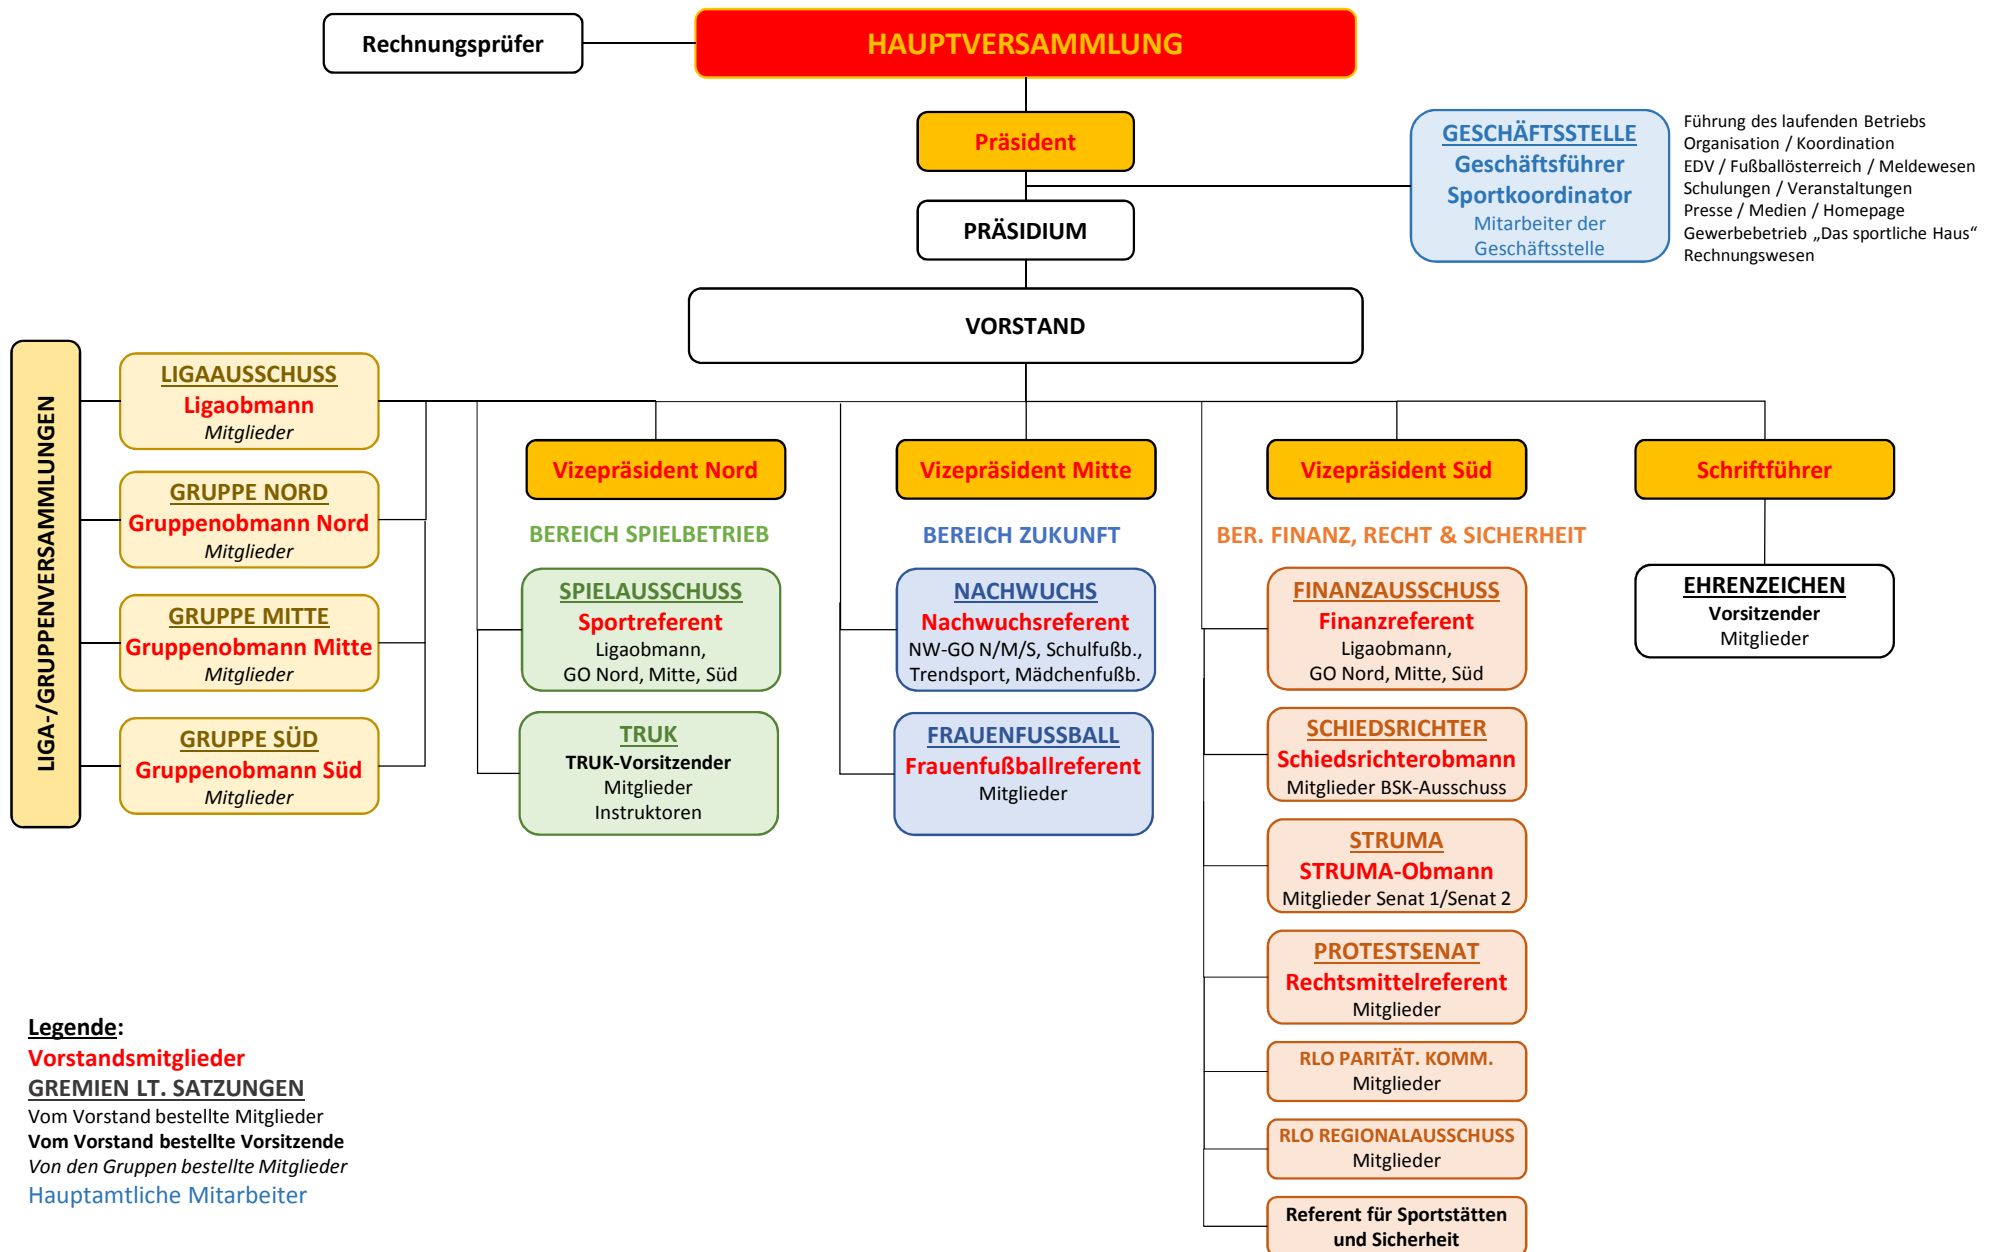 Rechnungsprüfer
HAUPTVERSAMMLUNG
Präsident
GESCHÄFTSSTELLE
Geschäftsführer
Sportkoordinator
Mitarbeiter der
Geschäftsstelle
Führung des laufenden Betriebs
Organisation / Koordination
EDV / Fußballösterreich / Meldewesen
Schulungen / Veranstaltungen
Presse / Medien / Homepage
Gewerbebetrieb „Das sportliche Haus“
Rechnungswesen
PRÄSIDIUM
VORSTAND
LIGA-/GRUPPENVERSAMMLUNGEN
LIGAAUSSCHUSS
Ligaobmann
Mitglieder
GRUPPE NORD
Gruppenobmann Nord
Mitglieder
GRUPPE MITTE
Gruppenobmann Mitte
Mitglieder
GRUPPE SÜD
Gruppenobmann Süd
Mitglieder
Vizepräsident Nord
BEREICH SPIELBETRIEB
SPIELAUSSCHUSS
Sportreferent
Ligaobmann,
GO Nord, Mitte, Süd
TRUK
TRUK-Vorsitzender
Mitglieder
Instruktoren
Vizepräsident Mitte
BEREICH ZUKUNFT
NACHWUCHS
Nachwuchsreferent
NW-GO N/M/S, Schulfußb.,
Trendsport, Mädchenfußb.
FRAUENFUSSBALL
Frauenfußballreferent
Mitglieder
Vizepräsident Süd
BER. FINANZ, RECHT & SICHERHEIT
FINANZAUSSCHUSS
Finanzreferent
Ligaobmann,
GO Nord, Mitte, Süd
SCHIEDSRICHTER
Schiedsrichterobmann
Mitglieder BSK-Ausschuss
STRUMA
STRUMA-Obmann
Mitglieder Senat 1/Senat 2
PROTESTSENAT
Rechtsmittelreferent
Mitglieder
RLO PARITÄT. KOMM.
Mitglieder
RLO REGIONALAUSSCHUSS
Mitglieder
Referent für Sportstätten
und Sicherheit
Schriftführer
EHRENZEICHEN
Vorsitzender
Mitglieder
Legende:
Vorstandsmitglieder
GREMIEN LT. SATZUNGEN
Vom Vorstand bestellte Mitglieder
Vom Vorstand bestellte Vorsitzende
Von den Gruppen bestellte Mitglieder
Hauptamtliche Mitarbeiter